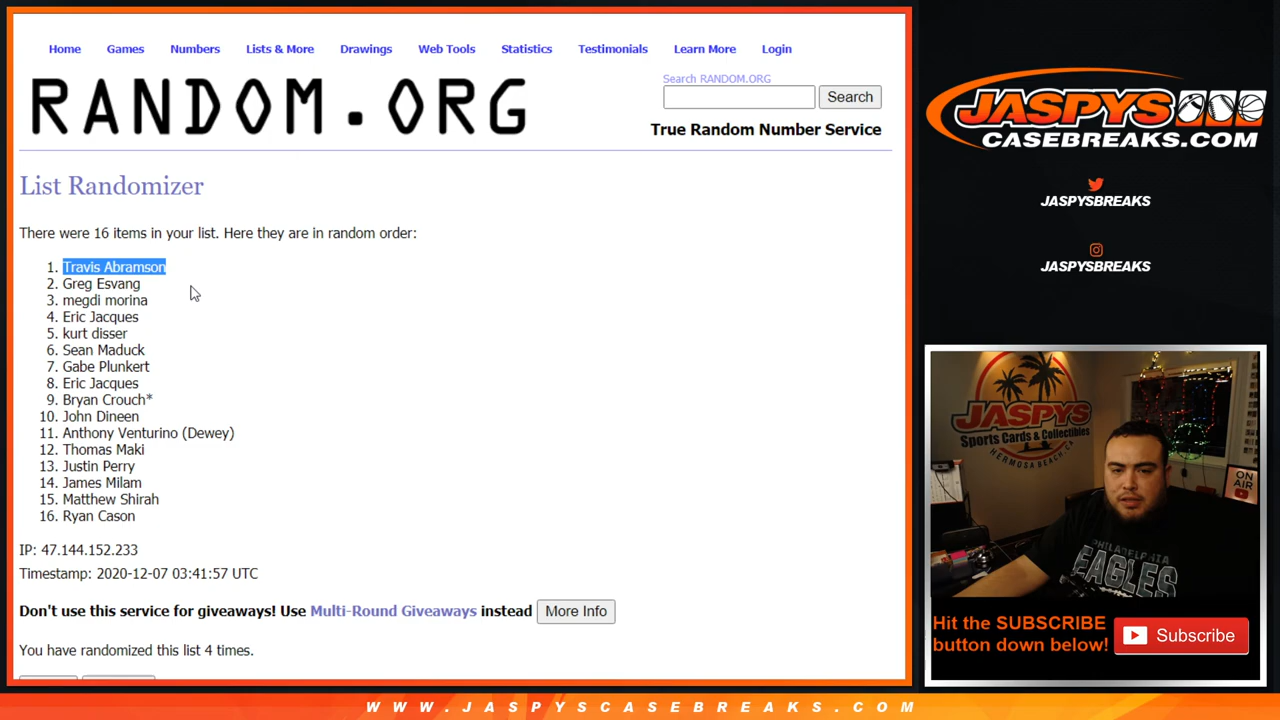 Home Games Numbers Lists & More Drawings Web Tools Statistics Testimonials Learn More Login
RANDOM.ORG
Search RANDOM.ORG
Search
True Random Number Service
List Randomizer
There were 16 items in your list. Here they are in random order:
1. Travis Abramson
2. Greg Esvang
3. megdi morina
4. Eric Jacques
5. kurt disser
6. Sean Maduck
7. Gabe Plunkert
8. Eric Jacques
9. Bryan Crouch*
10. John Dineen
11. Anthony Venturino (Dewey)
12. Thomas Maki
13. Justin Perry
14. James Milam
15. Matthew Shirah
16. Ryan Cason
IP: 47.144.152.233
Timestamp: 2020-12-07 03:41:57 UTC
Don't use this service for giveaways! Use Multi-Round Giveaways instead More Info
You have randomized this list 4 times.
JASPYS
CASEBREAKS.COM
JASPYSBREAKS
JASPYSBREAKS
JASPYS
Sports Cards & Collectibles
HERMOSA BEACH, CA
ON
AIR
PHILADELPHIA
EAGLES
Hit the SUBSCRIBE
button down below!
Subscribe
WWW.JASPYSCASEBREAKS.COM